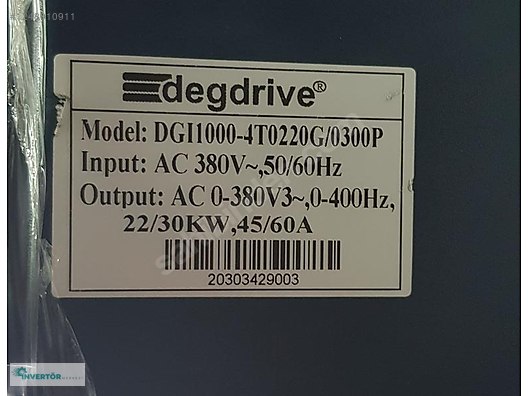 degdrive®
Model: DGI1000-4T0220G/0300P
Input: AC 380V~,50/60Hz
Output: AC 0-380V3~,0-400Hz,
22/30KW,45/60A
20303429003
INVERTÖR